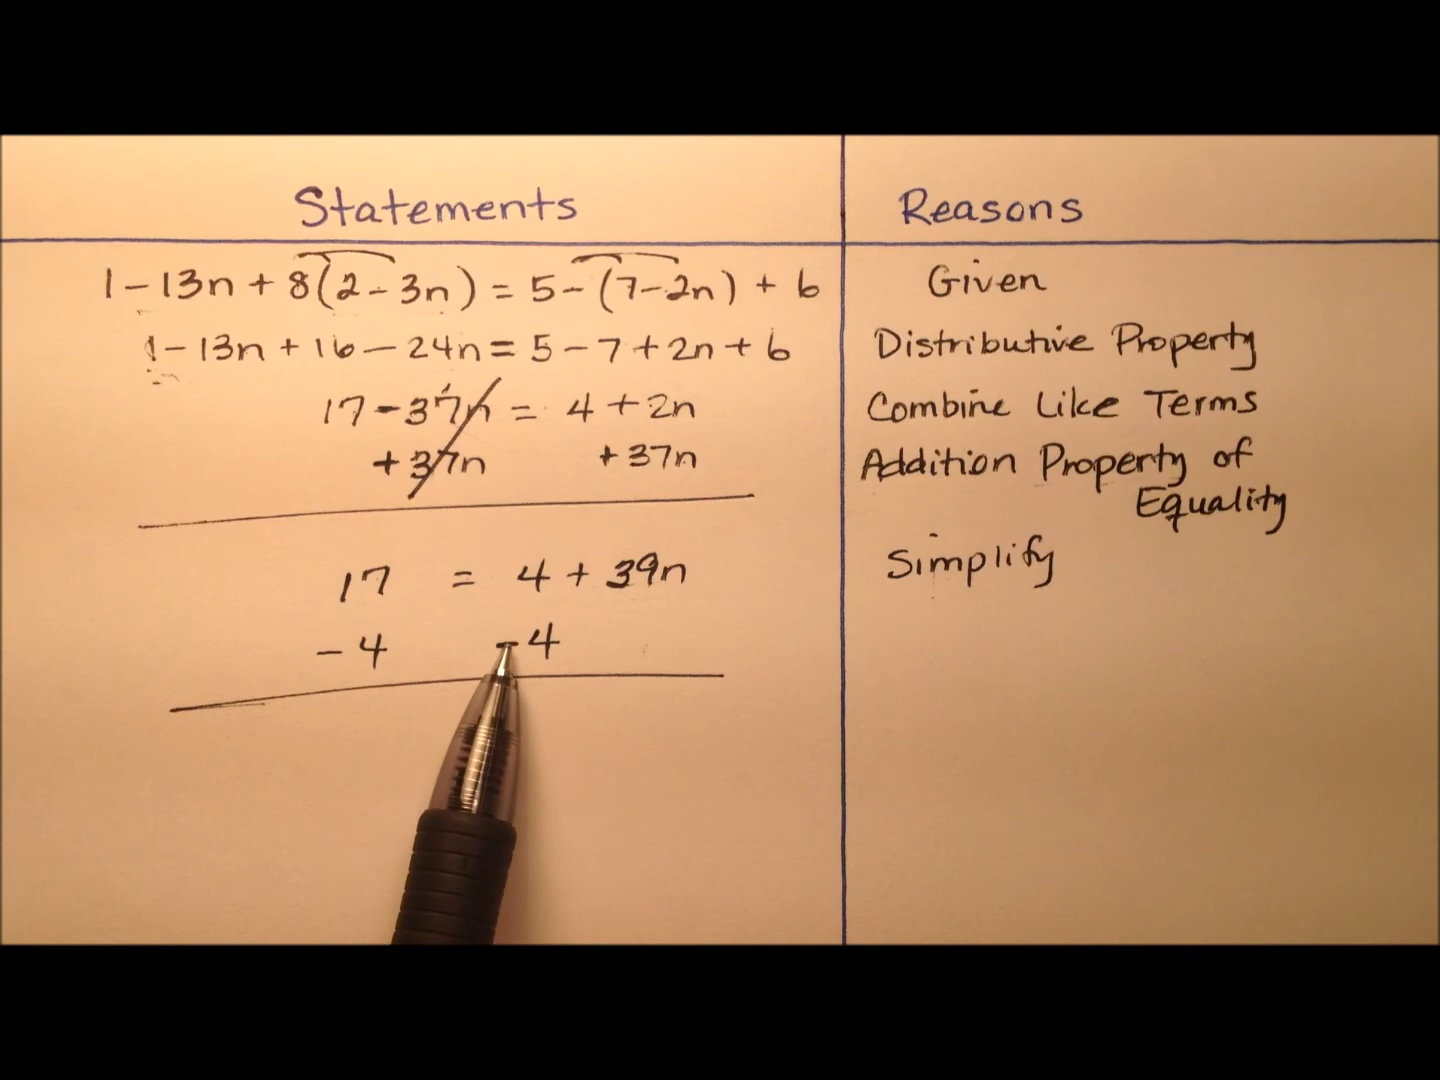 Statements Reasons
1 - 13n + 8(2 - 3n) = 5 - (7 - 2n) + 6 Given
1 - 13n + 16 - 24n = 5 - 7 + 2n + 6 Distributive Property
17 - 37n = 4 + 2n Combine Like Terms
+ 37n + 37n Addition Property of
Equality
17 = 4 + 39n Simplify
- 4 - 4